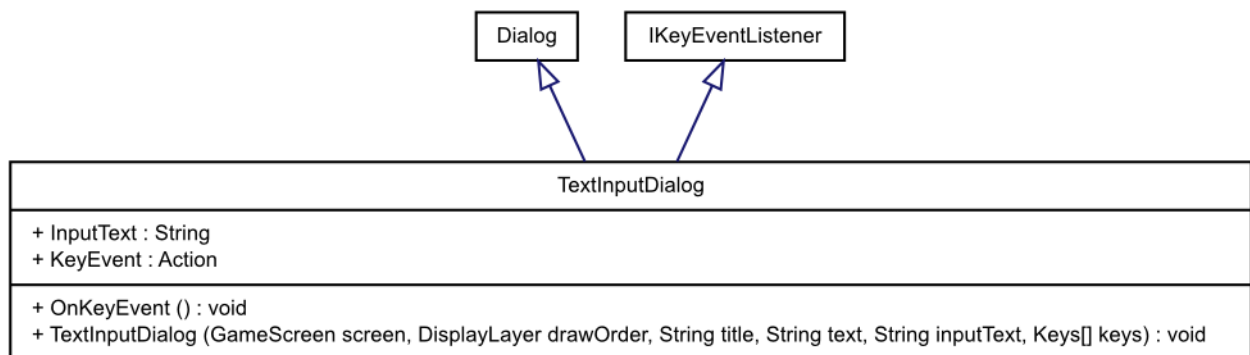 Dialog
IKeyEventListener
TextInputDialog
+ InputText : String
+ KeyEvent : Action
+ OnKeyEvent () : void
+ TextInputDialog (GameScreen screen, DisplayLayer drawOrder, String title, String text, String inputText, Keys[] keys) : void